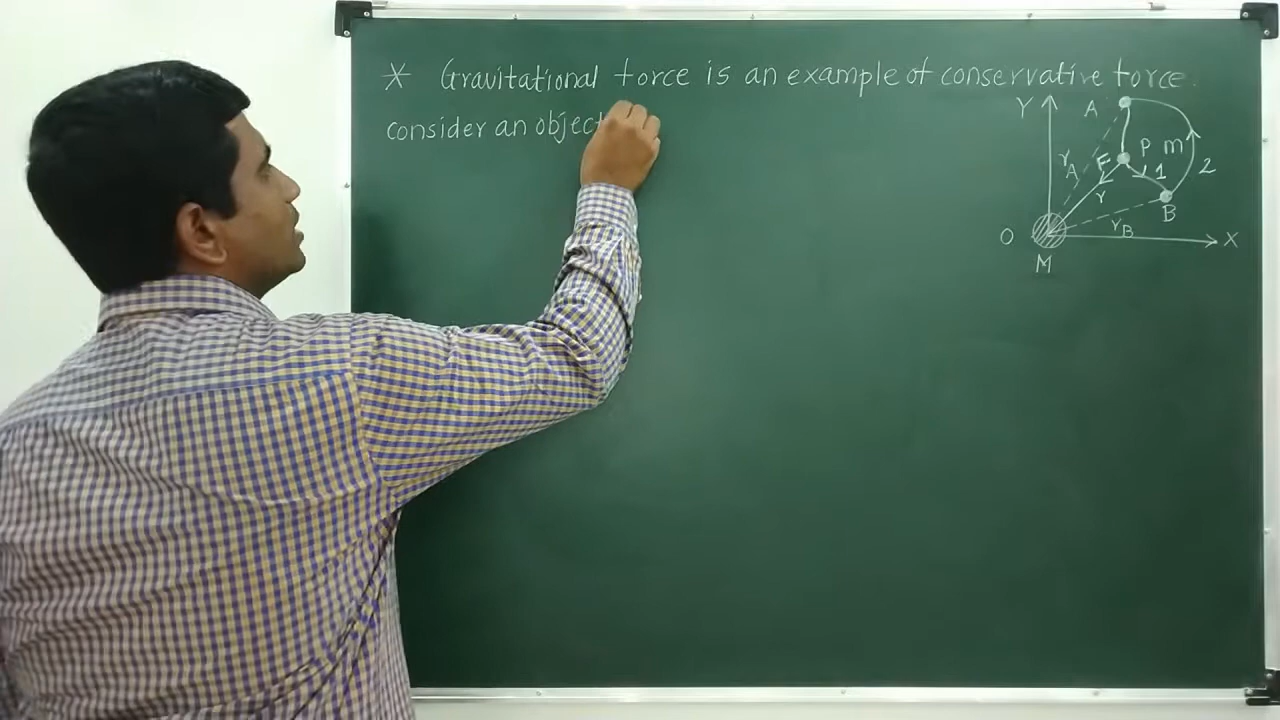 * Gravitational force is an example of conservative force.
consider an object
Y
A
P
m
F
r_A
1
2
r
B
r_B
O
X
M